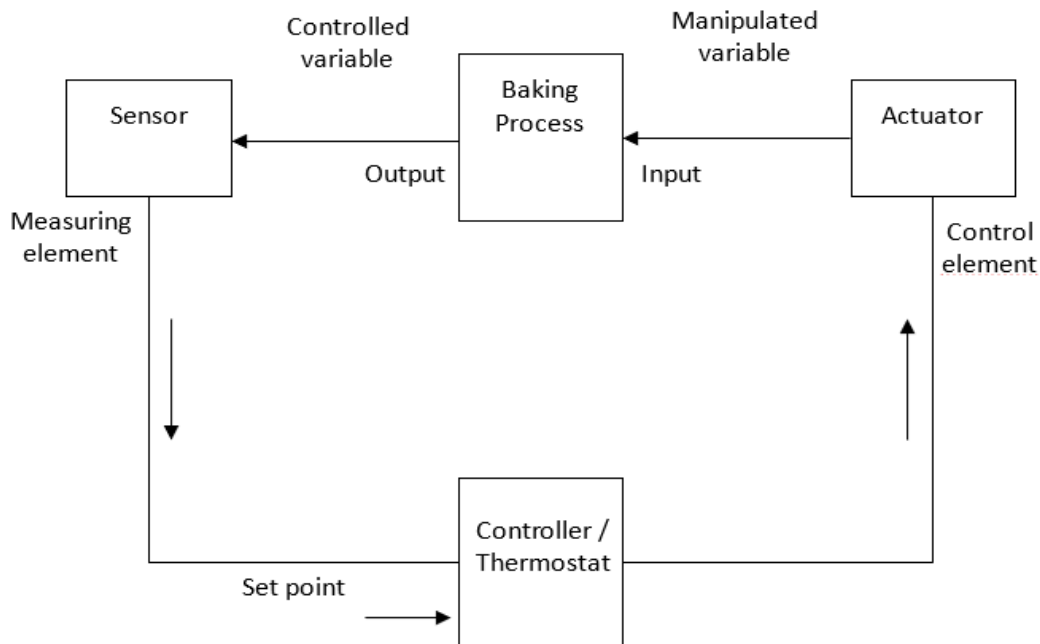 Controlled
variable
Manipulated
variable
Sensor
Baking
Process
Actuator
Output
Input
Measuring
element
Control
element
Controller /
Thermostat
Set point